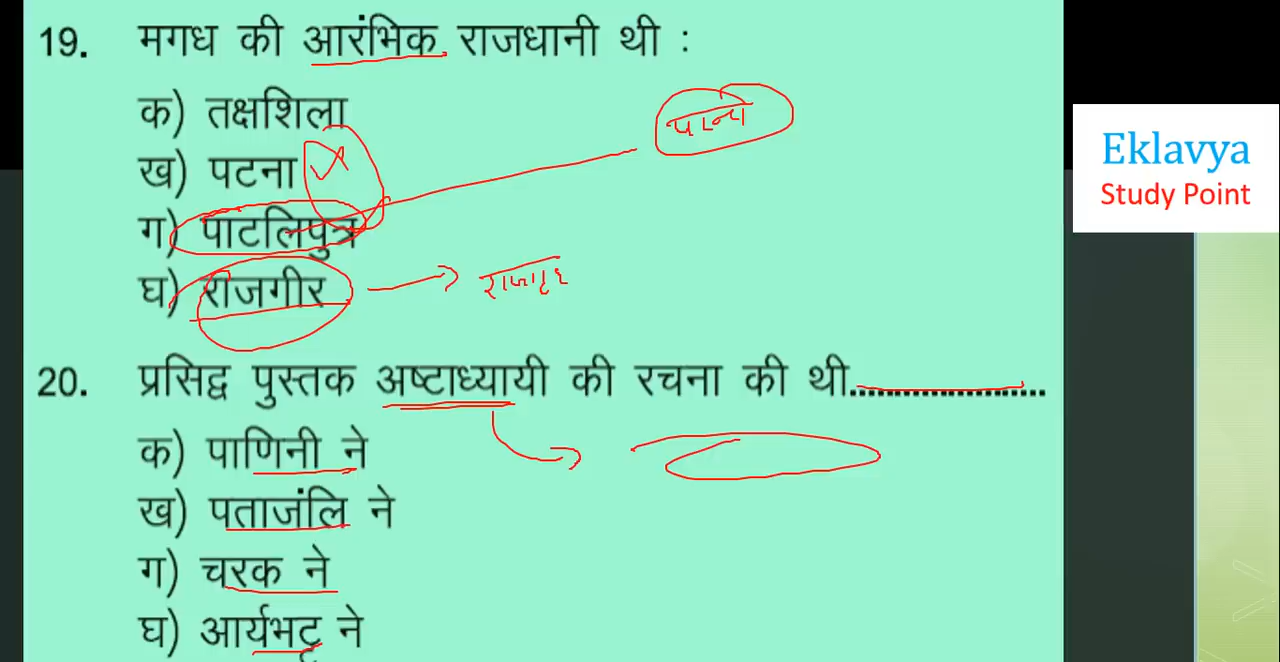 19. मगध की आरंभिक राजधानी थी :
क) तक्षशिला
ख) पटना
पटना
ग) पाटलिपुत्र
घ) राजगीर
राजगृह
20. प्रसिद्व पुस्तक अष्टाध्यायी की रचना की थी......................
क) पाणिनी ने
ख) पताजंलि ने
ग) चरक ने
घ) आर्यभट्ट ने
Eklavya
Study Point